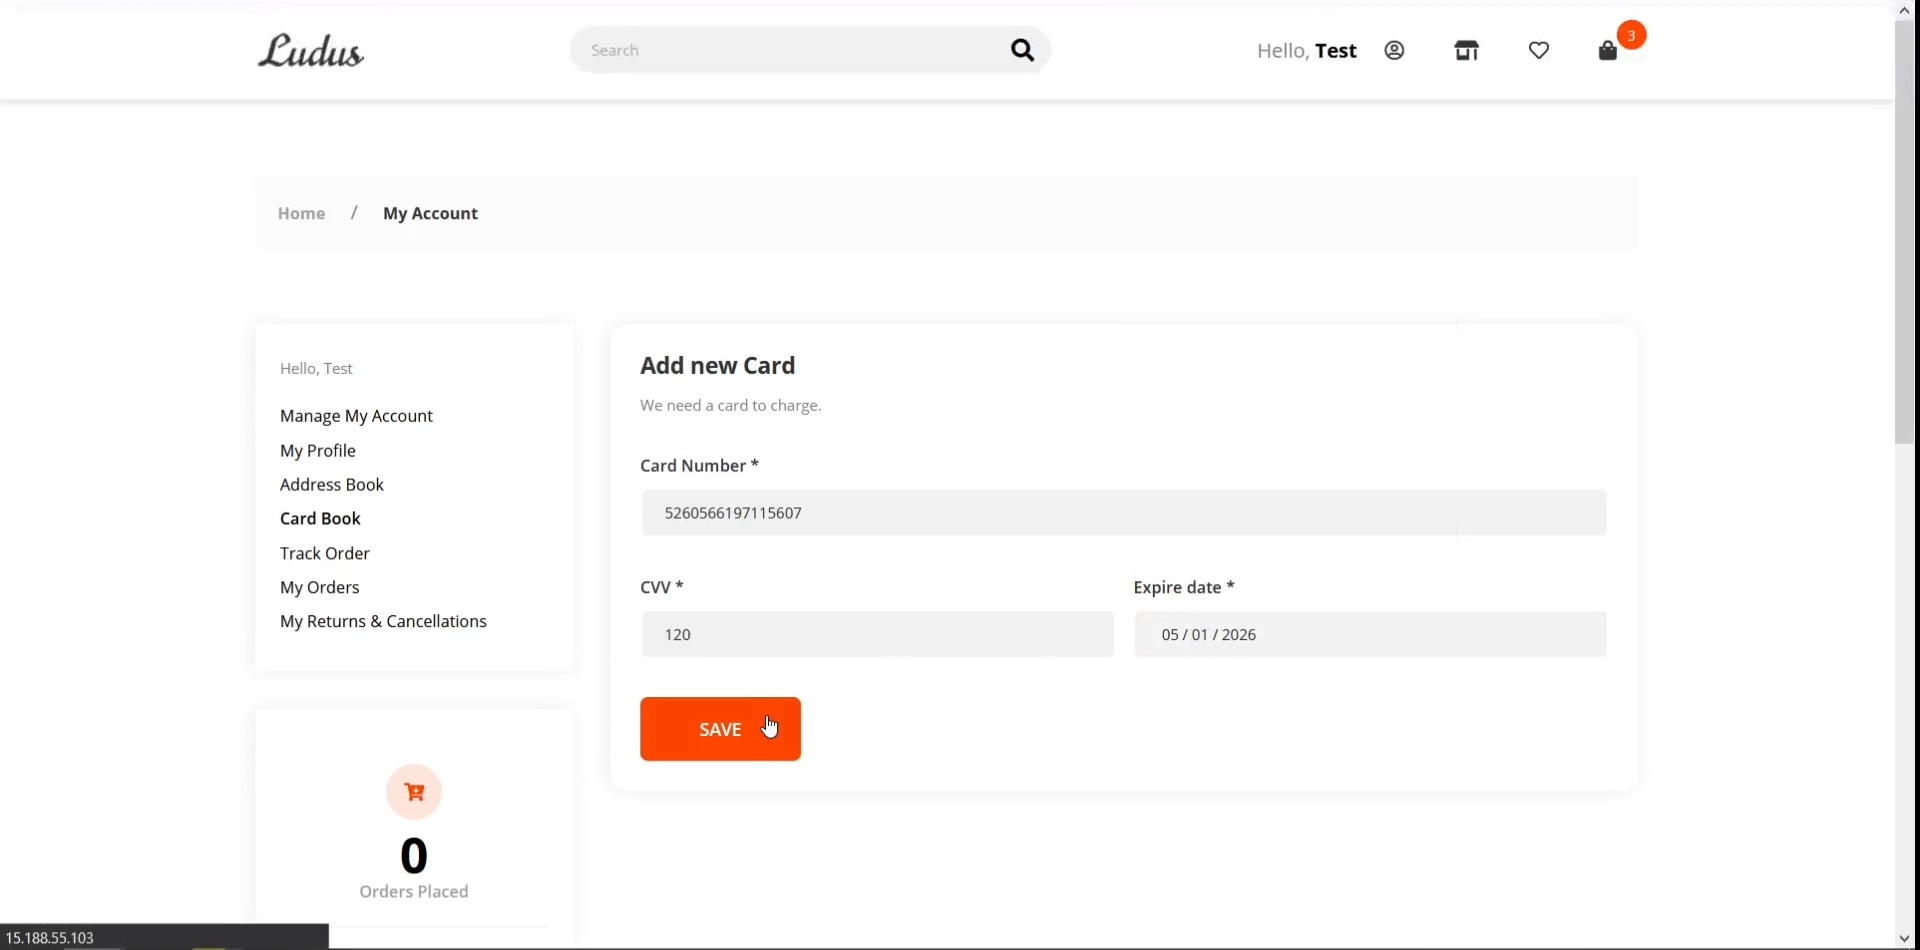 Ludus
Search
Hello, Test
3
Home / My Account
Hello, Test
Manage My Account
My Profile
Address Book
Card Book
Track Order
My Orders
My Returns & Cancellations
0
Orders Placed
Add new Card
We need a card to charge.
Card Number *
5260566197115607
CVV *
Expire date *
120
05 / 01 / 2026
SAVE
15.188.55.103